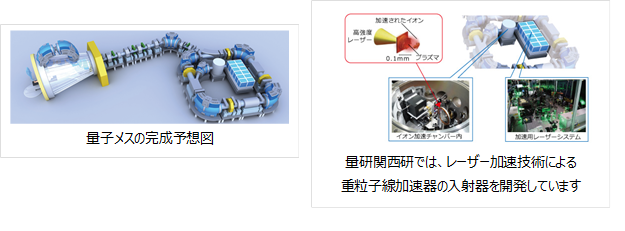 量子メスの完成予想図
加速されたイオン
高強度
レーザー
プラズマ
0.1mm
イオン加速チャンバー内
加速用レーザーシステム
量研関西研では、レーザー加速技術による
重粒子線加速器の入射器を開発しています